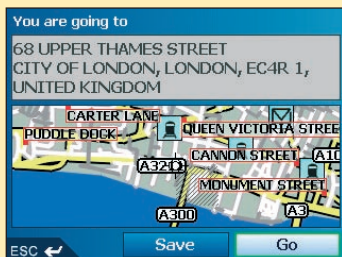 You are going to
68 UPPER THAMES STREET
CITY OF LONDON, LONDON, EC4R 1,
UNITED KINGDOM
CARTER LANE
PUDDLE DOCK
QUEEN VICTORIA STREE
CANNON STREET
A10
MONUMENT STREET
A300
A3
ESC
Save
Go